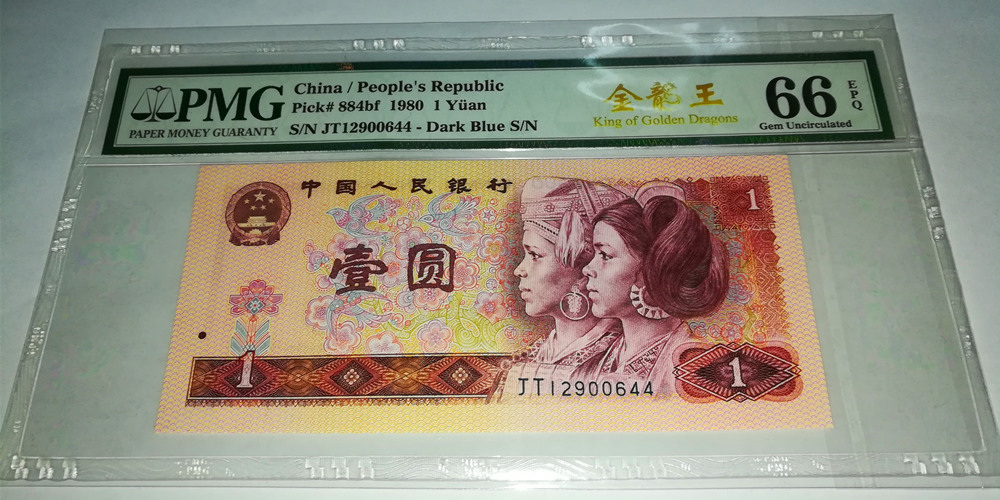 PMG
PAPER MONEY GUARANTY
China / People's Republic
Pick# 884bf 1980 1 Yüan
S/N JT12900644 - Dark Blue S/N
金龍王
King of Golden Dragons
66
EPQ
Gem Uncirculated
中国人民银行
1
壹圆
1
JT12900644
1